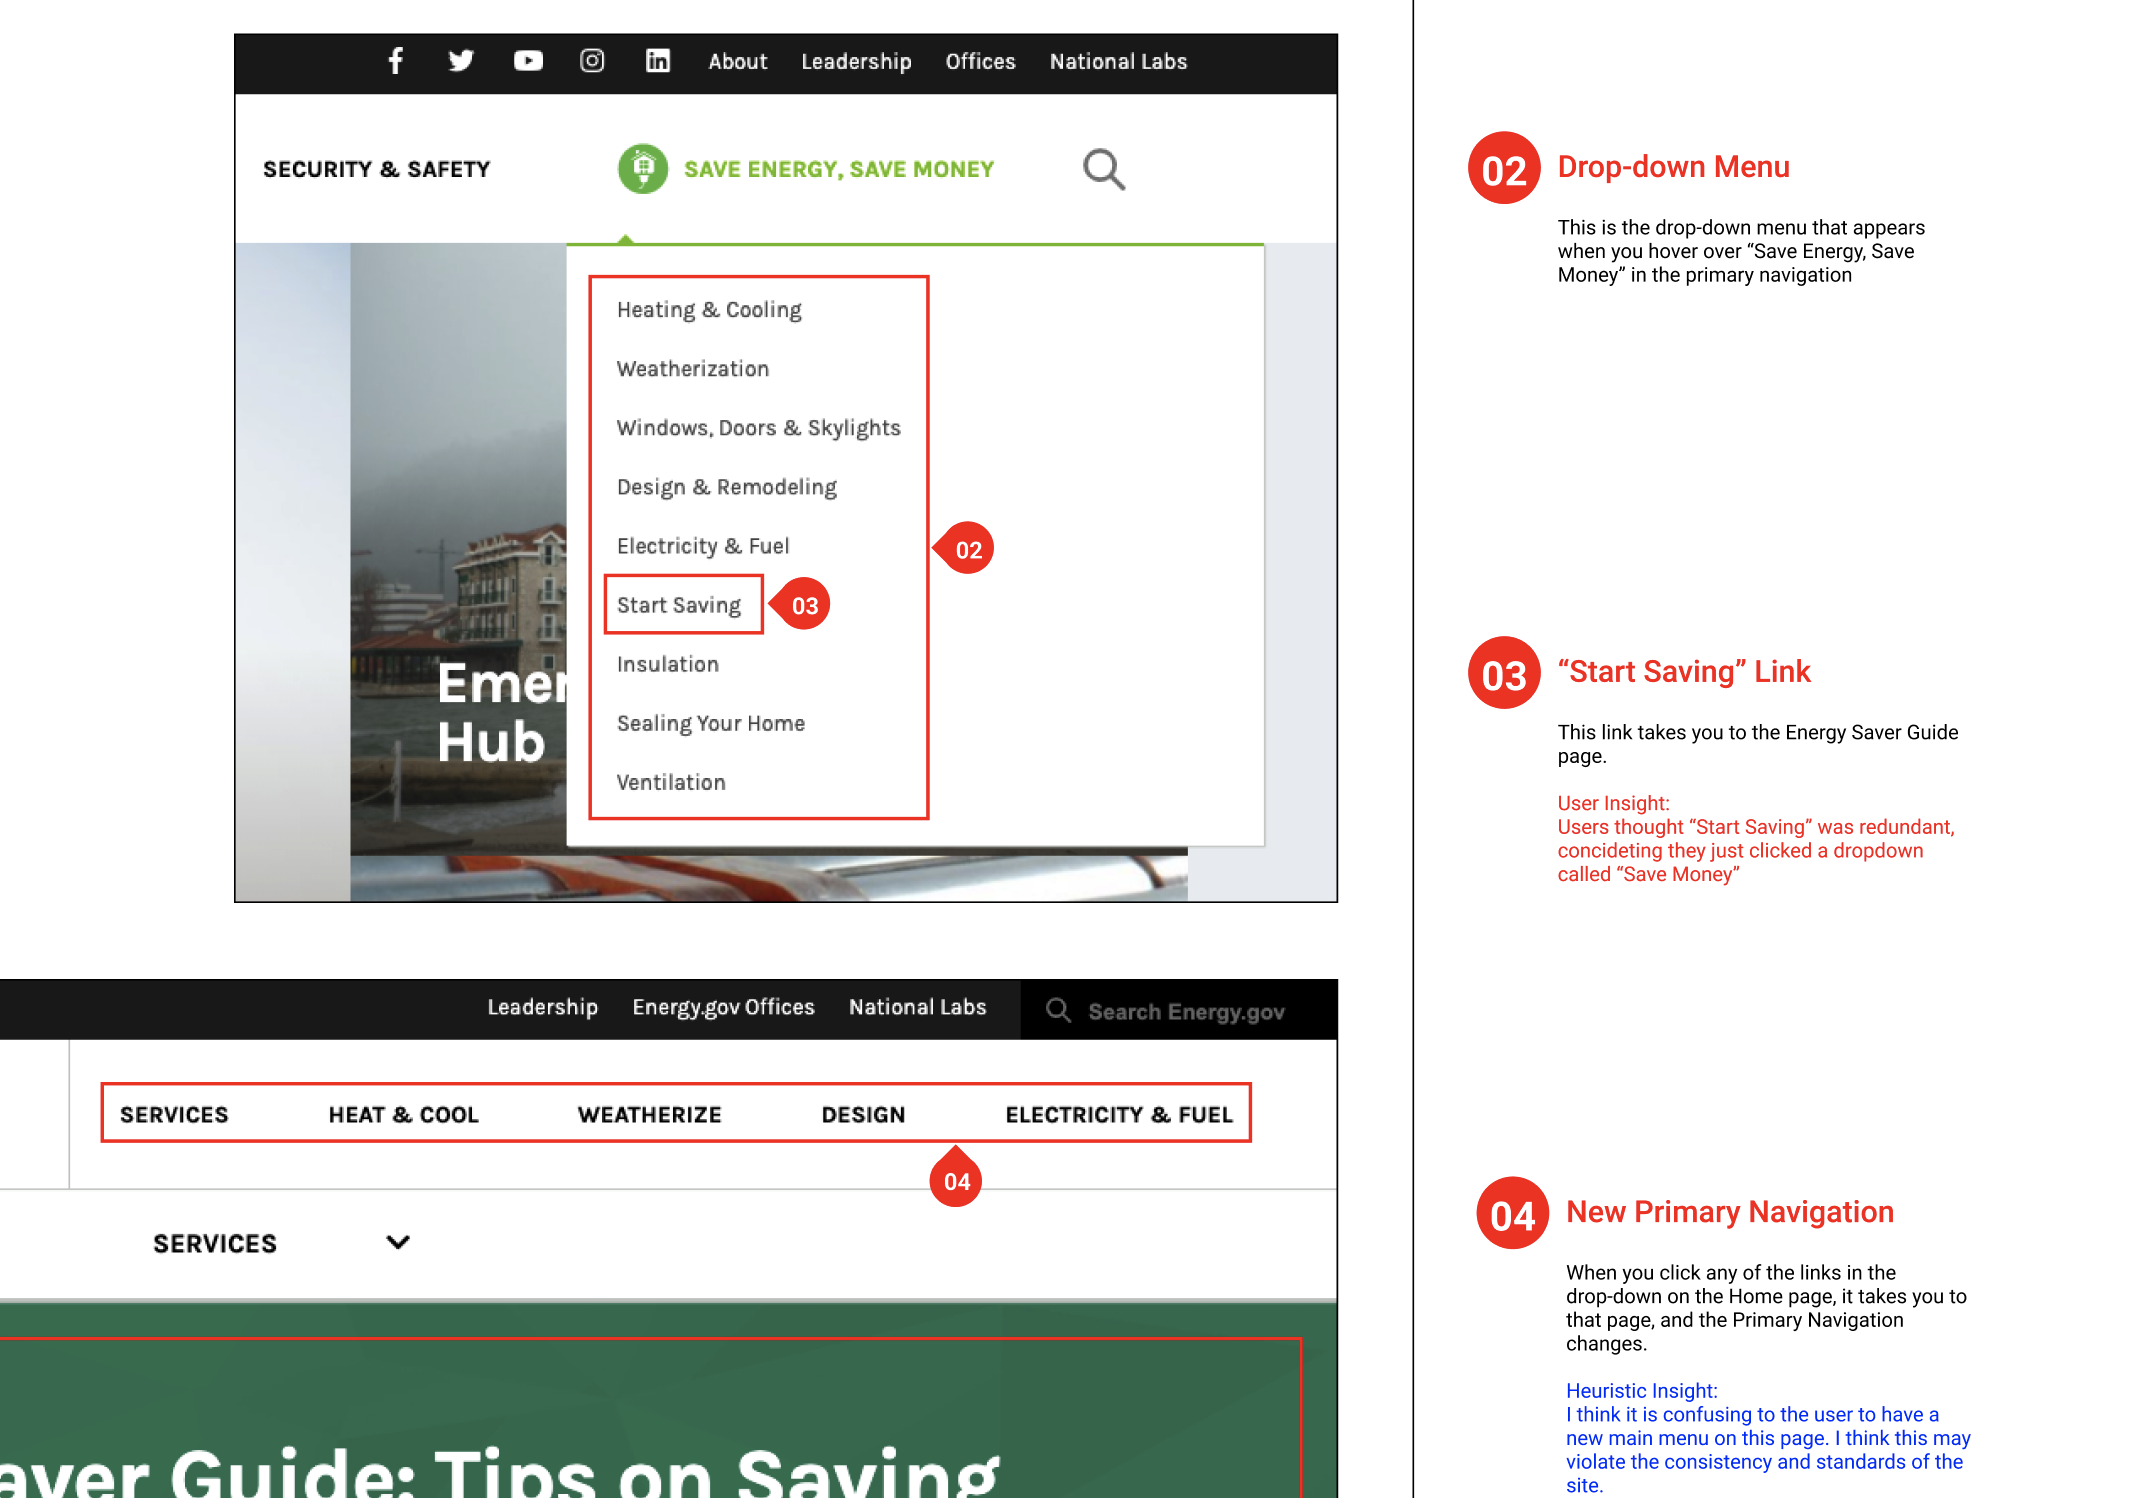 About Leadership Offices National Labs
SECURITY & SAFETY SAVE ENERGY, SAVE MONEY
Heating & Cooling
Weatherization
Windows, Doors & Skylights
Design & Remodeling
Electricity & Fuel
02
Start Saving
03
Insulation
Sealing Your Home
Ventilation
Emer
Hub
02 Drop-down Menu
This is the drop-down menu that appears
when you hover over “Save Energy, Save
Money” in the primary navigation
03 “Start Saving” Link
This link takes you to the Energy Saver Guide
page.
User Insight:
Users thought “Start Saving” was redundant,
concideting they just clicked a dropdown
called “Save Money”
Leadership Energy.gov Offices National Labs Search Energy.gov
SERVICES HEAT & COOL WEATHERIZE DESIGN ELECTRICITY & FUEL
04
SERVICES
aver Guide: Tips on Saving
04 New Primary Navigation
When you click any of the links in the
drop-down on the Home page, it takes you to
that page, and the Primary Navigation
changes.
Heuristic Insight:
I think it is confusing to the user to have a
new main menu on this page. I think this may
violate the consistency and standards of the
site.